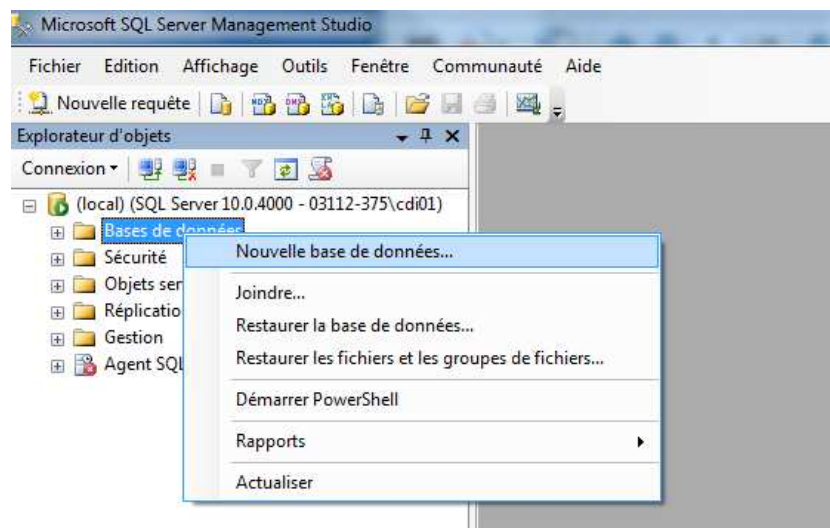 Microsoft SQL Server Management Studio
Fichier Edition Affichage Outils Fenêtre Communauté Aide
Nouvelle requête
Explorateur d'objets
Connexion
(local) (SQL Server 10.0.4000 - 03112-375\cdi01)
Bases de données
Sécurité
Nouvelle base de données...
Objets ser
Joindre...
Réplicatio
Restaurer la base de données...
Gestion
Restaurer les fichiers et les groupes de fichiers...
Agent SQL
Démarrer PowerShell
Rapports
Actualiser